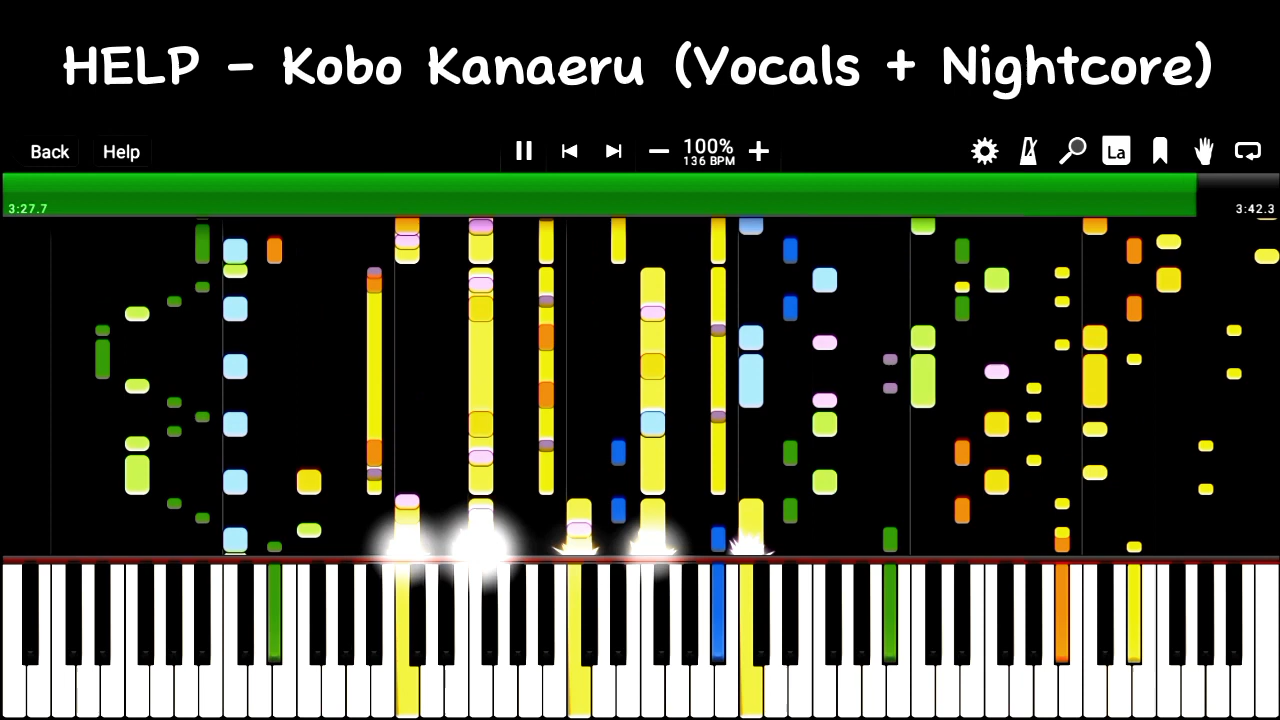 HELP - Kobo Kanaeru (Vocals + Nightcore)
Back Help 100% La
136 BPM
3:27.7 3:42.3